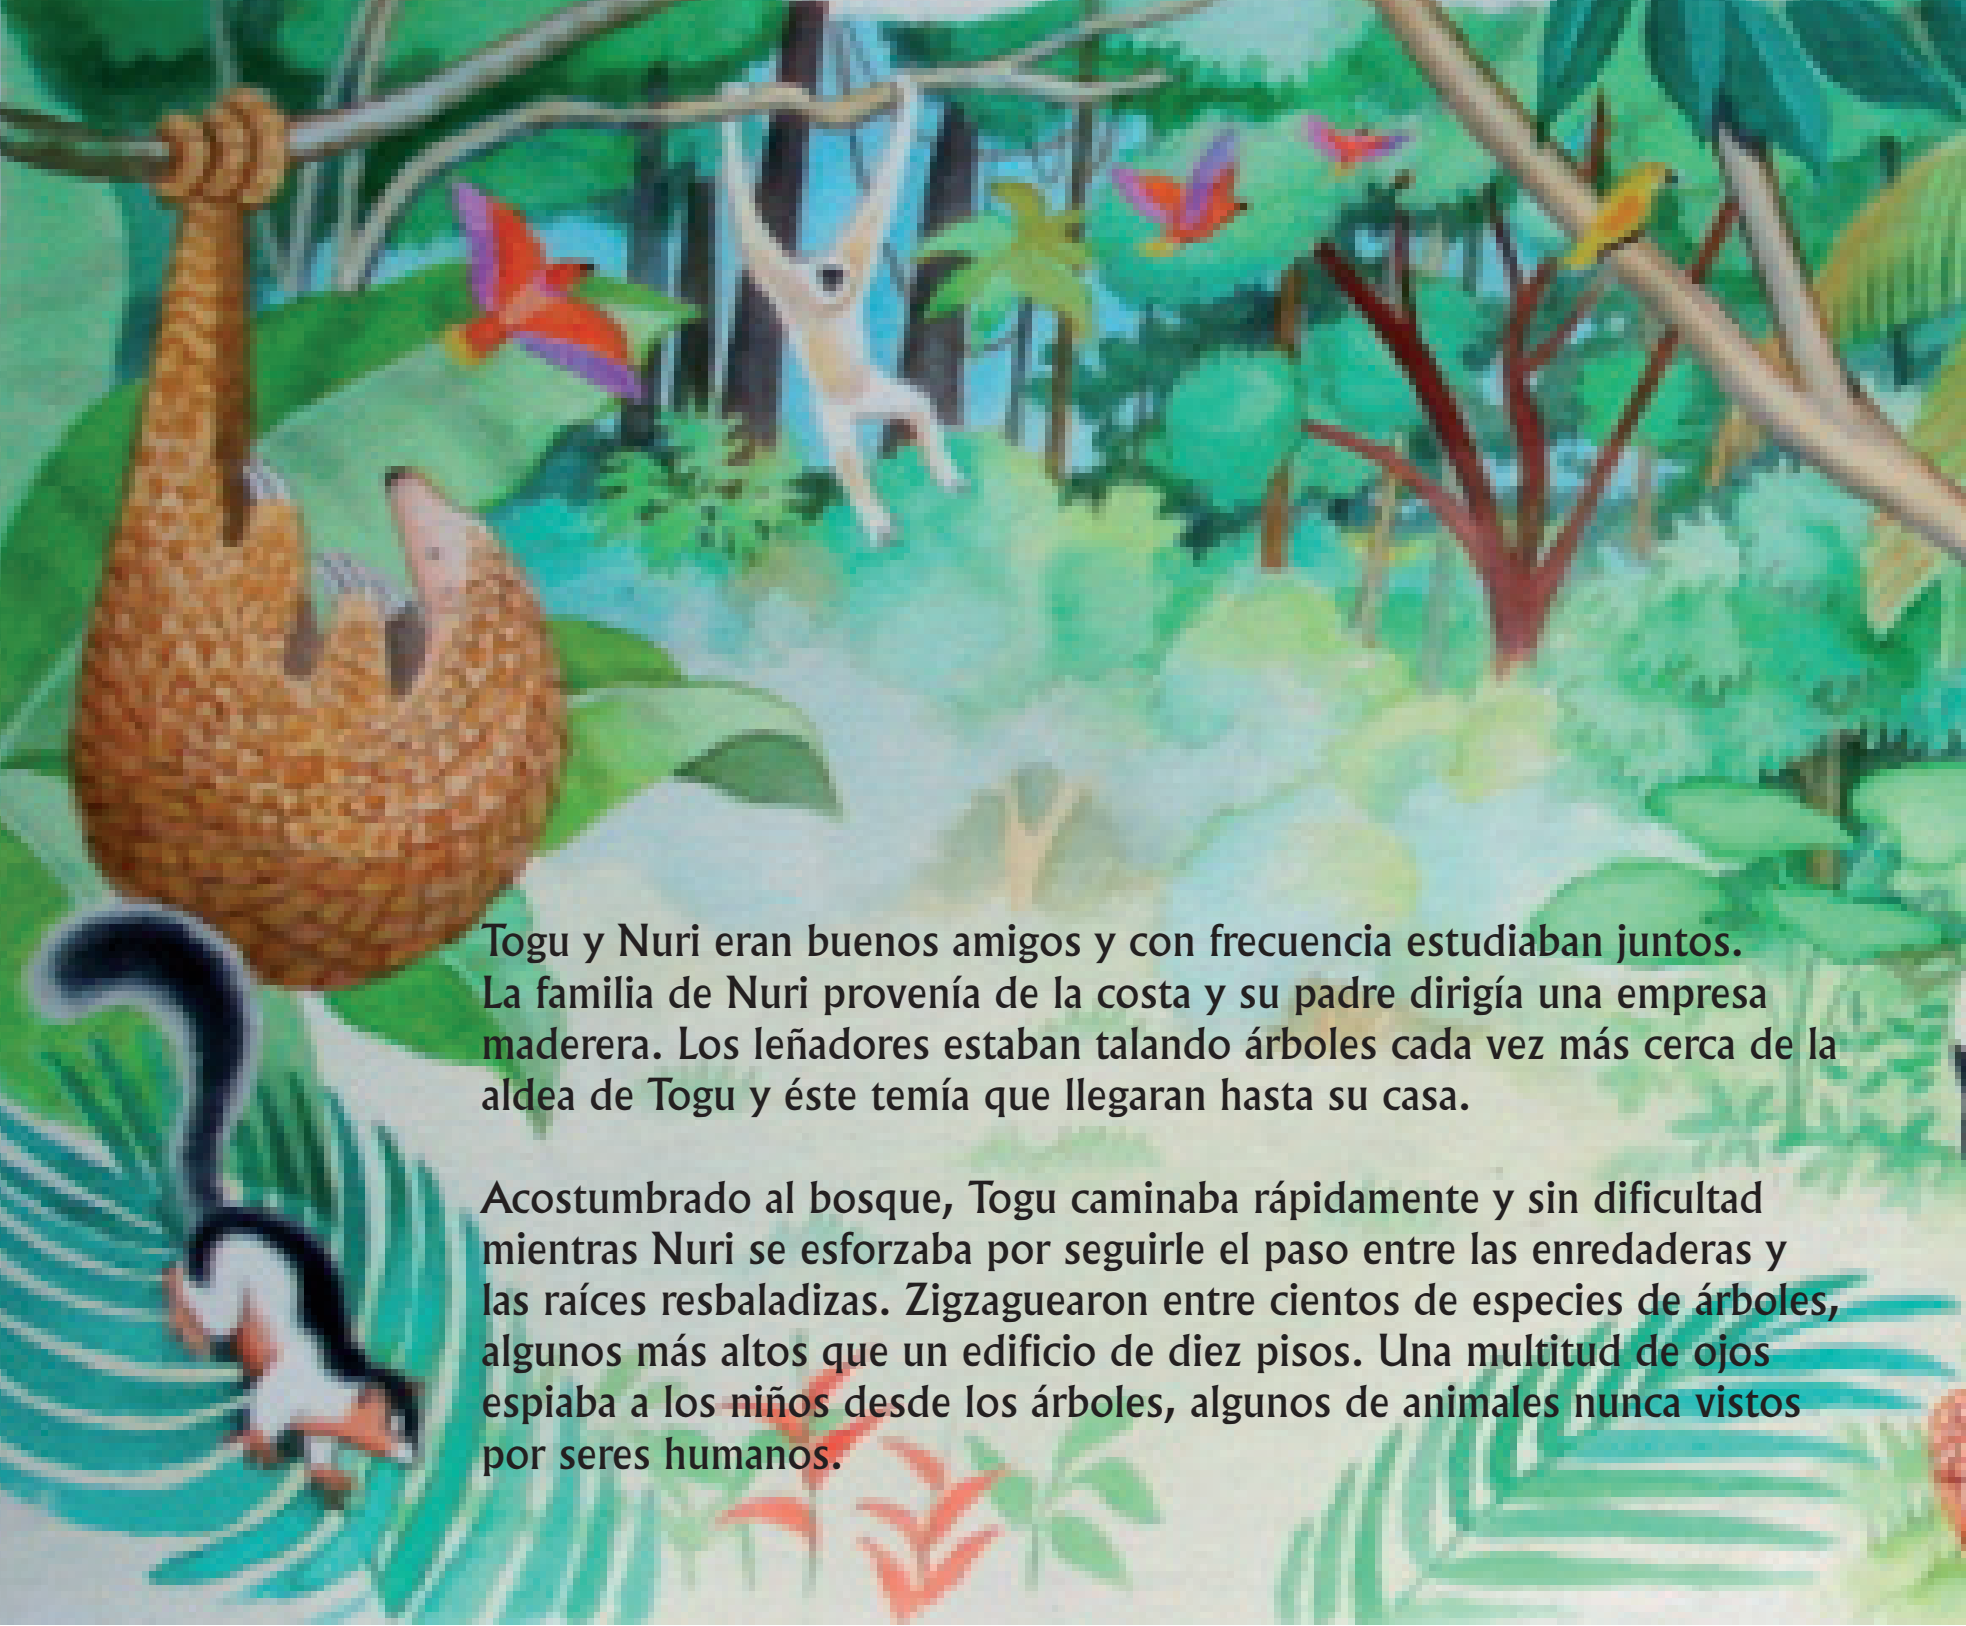 Togu y Nuri eran buenos amigos y con frecuencia estudiaban juntos.
La familia de Nuri provenía de la costa y su padre dirigía una empresa
maderera. Los leñadores estaban talando árboles cada vez más cerca de la
aldea de Togu y éste temía que llegaran hasta su casa.
Acostumbrado al bosque, Togu caminaba rápidamente y sin dificultad
mientras Nuri se esforzaba por seguirle el paso entre las enredaderas y
las raíces resbaladizas. Zigzaguearon entre cientos de especies de árboles,
algunos más altos que un edificio de diez pisos. Una multitud de ojos
espiaba a los niños desde los árboles, algunos de animales nunca vistos
por seres humanos.